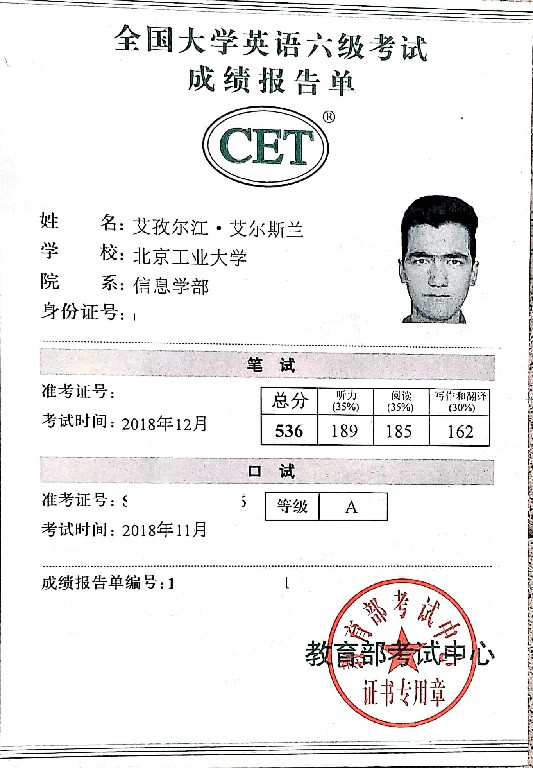 全国大学英语六级考试
成绩报告单
CET®
姓 名: 艾孜尔江·艾尔斯兰
学 校: 北京工业大学
院 系: 信息学部
身份证号:
笔 试
准考证号:
考试时间: 2018年12月
总分 听力 (35%) 阅读 (35%) 写作和翻译 (30%)
536 189 185 162
口 试
准考证号: S 5
考试时间: 2018年11月
等级 A
成绩报告单编号: 1 1
教育部考试中心
教育部考试中心
证书专用章